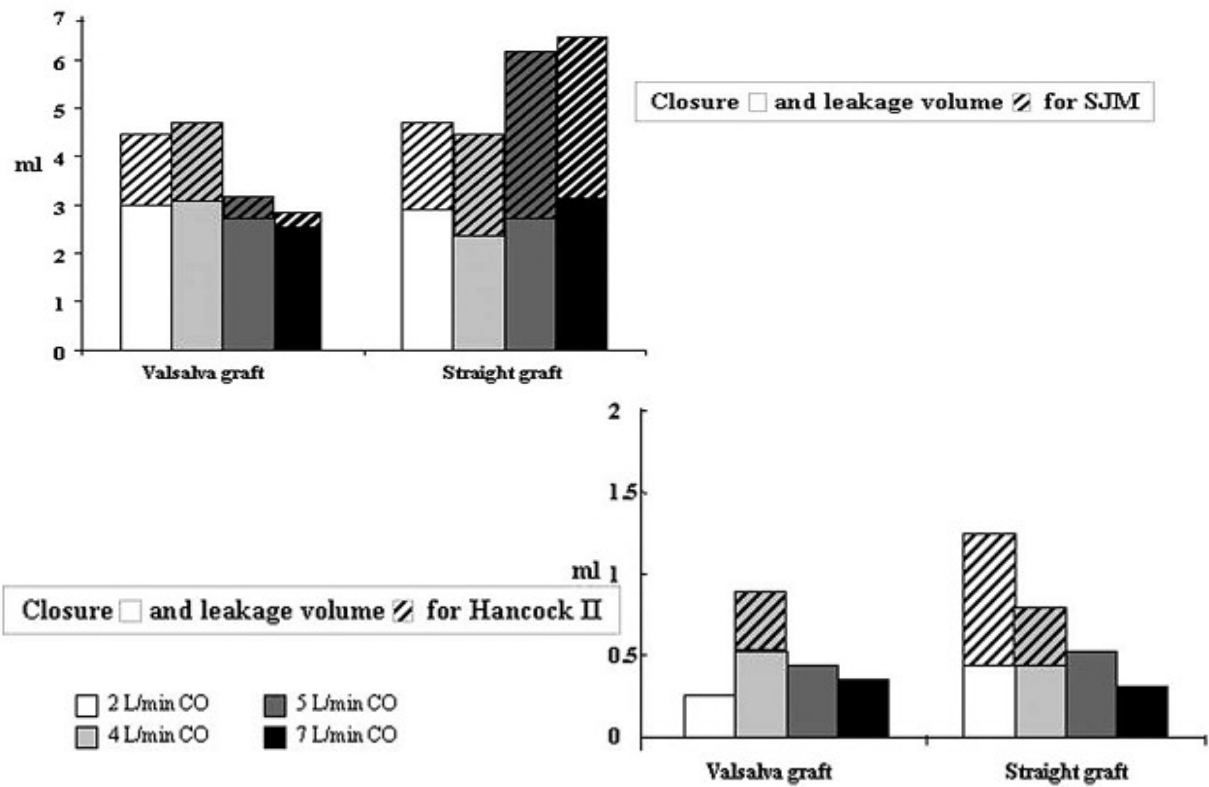 7
6
5
4
ml
3
2
1
0
Valsalva graft
Straight graft
Closure and leakage volume for SJM
2
1.5
ml 1
0.5
0
Valsalva graft
Straight graft
Closure and leakage volume for Hancock II
2 L/min CO
5 L/min CO
4 L/min CO
7 L/min CO